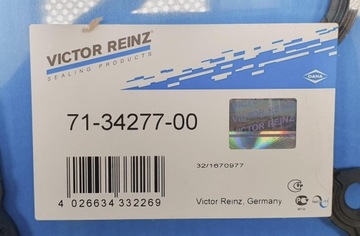 VICTOR REINZ®
SEALING PRODUCTS
DANA
71-34277-00
32/1670977
4 026634 332269
Victor Reinz, Germany